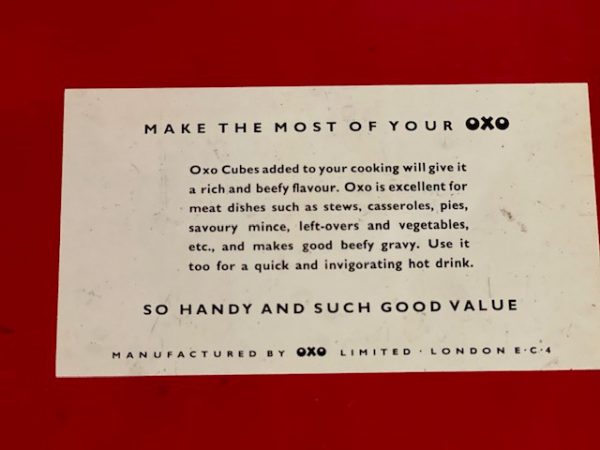 MAKE THE MOST OF YOUR OXO
Oxo Cubes added to your cooking will give it
a rich and beefy flavour. Oxo is excellent for
meat dishes such as stews, casseroles, pies,
savoury mince, left-overs and vegetables,
etc., and makes good beefy gravy. Use it
too for a quick and invigorating hot drink.
SO HANDY AND SUCH GOOD VALUE
MANUFACTURED BY OXO LIMITED · LONDON E·C·4